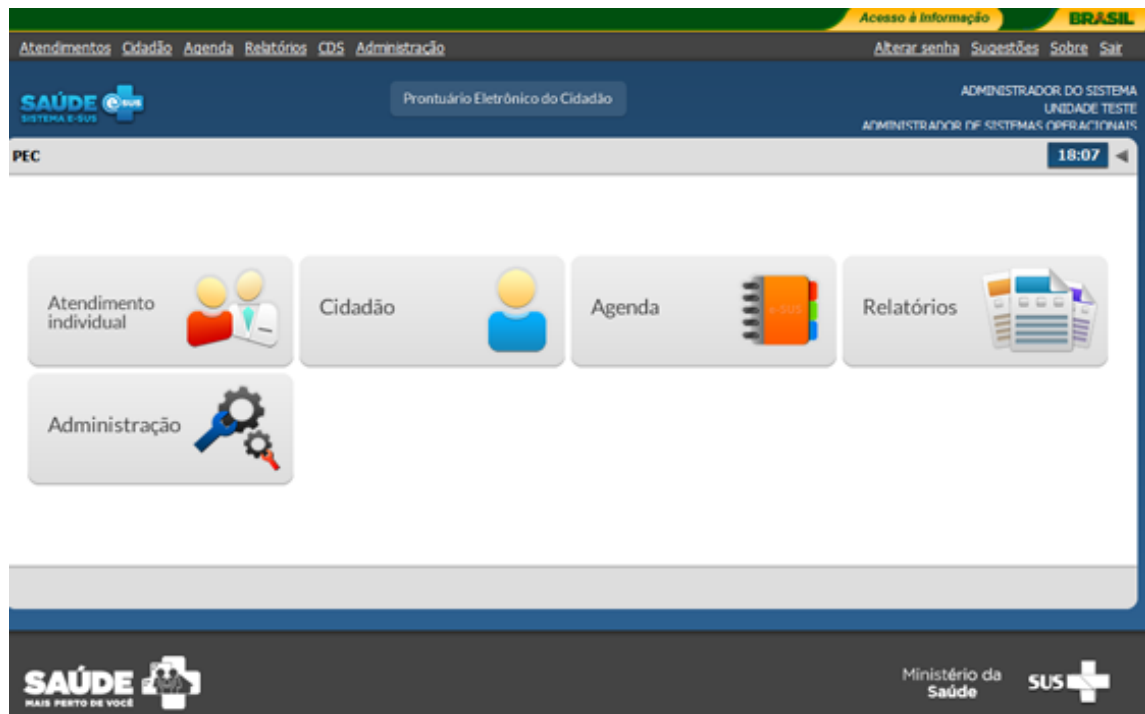 Acesso à Informação
BRASIL
Atendimentos Cidadão Agenda Relatórios CDS Administração
Alterar senha Sugestões Sobre Sair
SAÚDE e-SUS
SISTEMA E-SUS
Prontuário Eletrônico do Cidadão
ADMINISTRADOR DO SISTEMA
UNIDADE TESTE
ADMINISTRADOR DE SISTEMAS OPERACIONAIS
PEC
18:07
Atendimento
individual
Cidadão
Agenda
e-SUS
Relatórios
Administração
SAÚDE
MAIS PERTO DE VOCÊ
Ministério da
Saúde
SUS